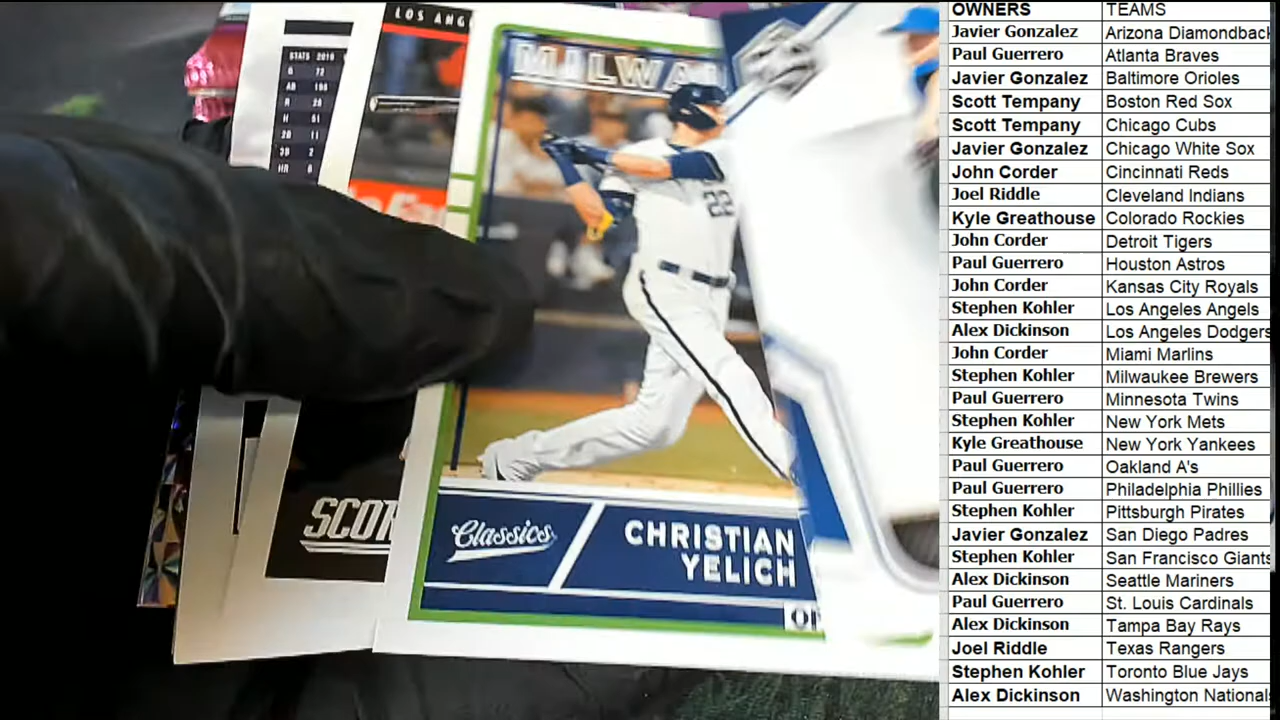 LOS ANG
STATS 2019
G 72
AB 196
R 28
H 51
2B 11
3B 2
HR 6
MILWA
22
SCOR
Classics
CHRISTIAN
YELICH
OWNERS TEAMS
Javier Gonzalez Arizona Diamondback
Paul Guerrero Atlanta Braves
Javier Gonzalez Baltimore Orioles
Scott Tempany Boston Red Sox
Scott Tempany Chicago Cubs
Javier Gonzalez Chicago White Sox
John Corder Cincinnati Reds
Joel Riddle Cleveland Indians
Kyle Greathouse Colorado Rockies
John Corder Detroit Tigers
Paul Guerrero Houston Astros
John Corder Kansas City Royals
Stephen Kohler Los Angeles Angels
Alex Dickinson Los Angeles Dodgers
John Corder Miami Marlins
Stephen Kohler Milwaukee Brewers
Paul Guerrero Minnesota Twins
Stephen Kohler New York Mets
Kyle Greathouse New York Yankees
Paul Guerrero Oakland A's
Paul Guerrero Philadelphia Phillies
Stephen Kohler Pittsburgh Pirates
Javier Gonzalez San Diego Padres
Stephen Kohler San Francisco Giants
Alex Dickinson Seattle Mariners
Paul Guerrero St. Louis Cardinals
Alex Dickinson Tampa Bay Rays
Joel Riddle Texas Rangers
Stephen Kohler Toronto Blue Jays
Alex Dickinson Washington Nationals